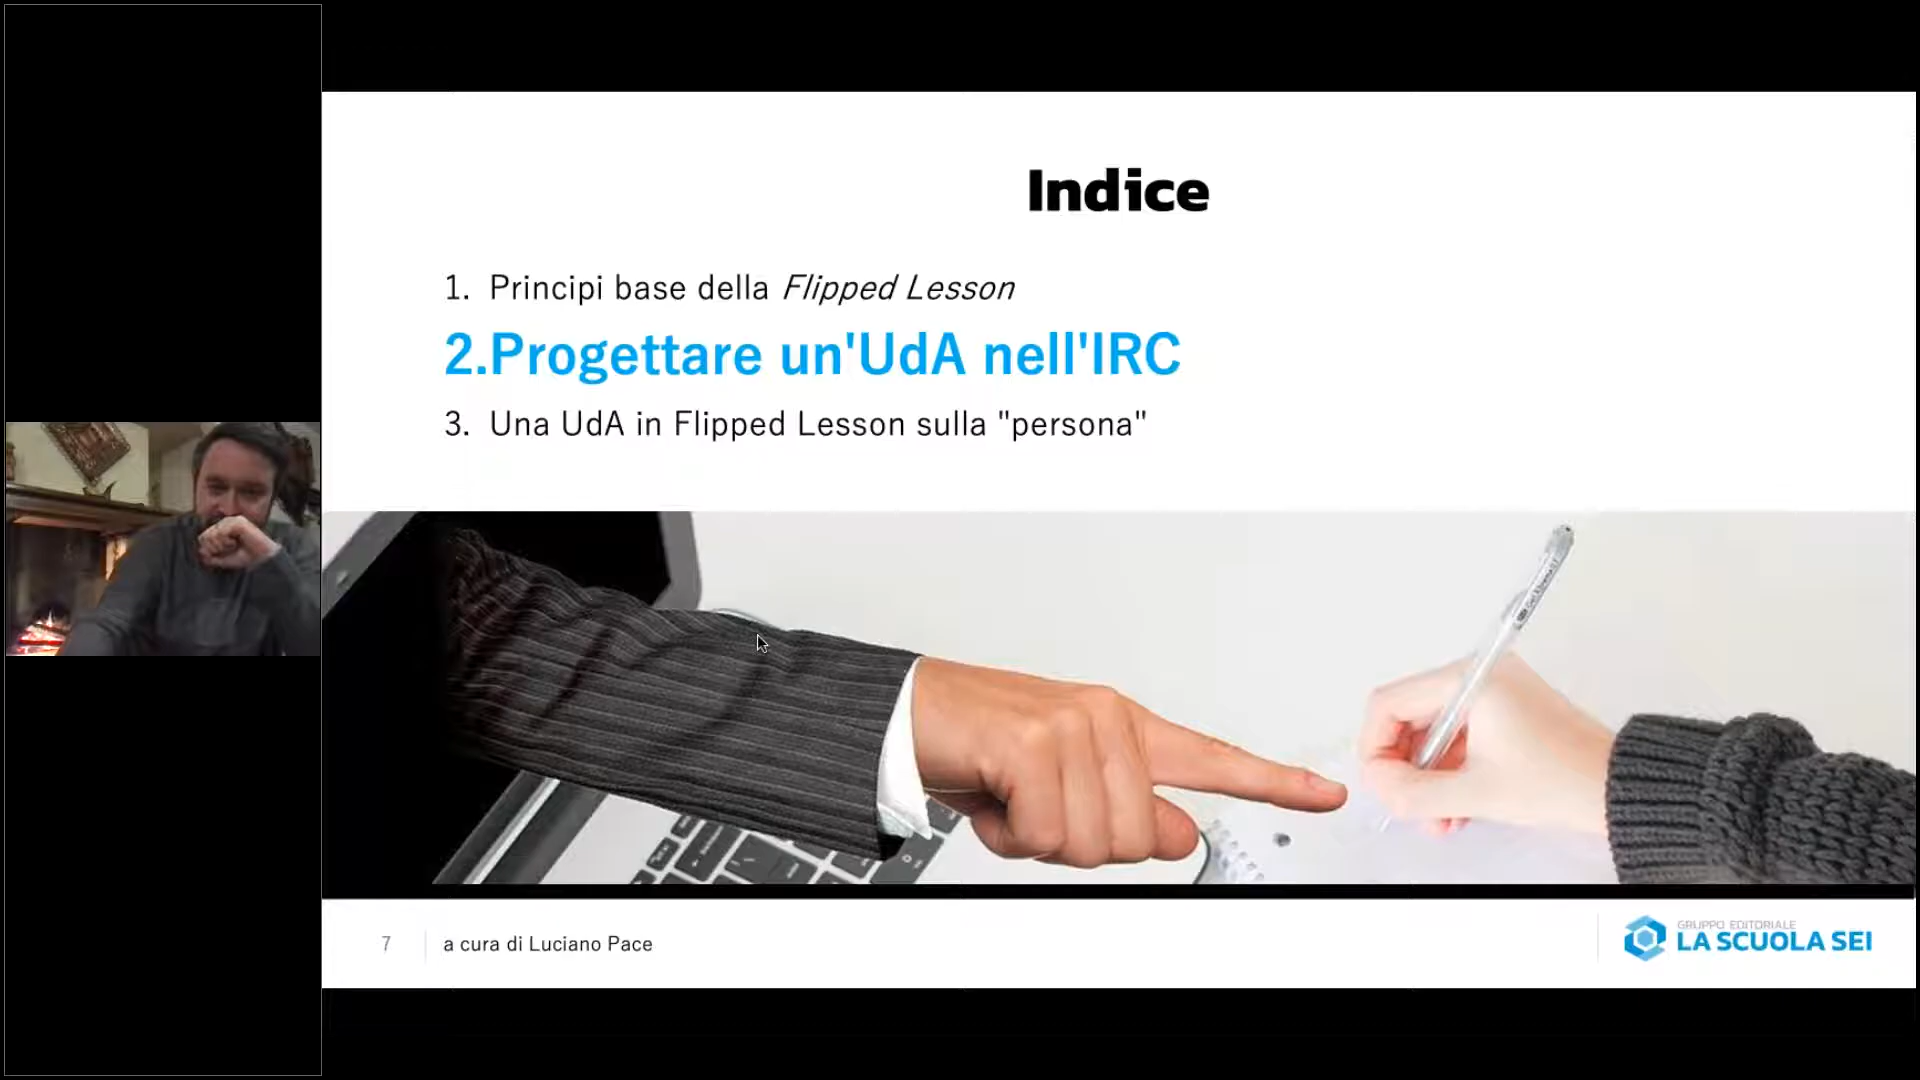 Indice
1. Principi base della Flipped Lesson
2.Progettare un'UdA nell'IRC
3. Una UdA in Flipped Lesson sulla "persona"
7
a cura di Luciano Pace
GRUPPO EDITORIALE
LA SCUOLA SEI